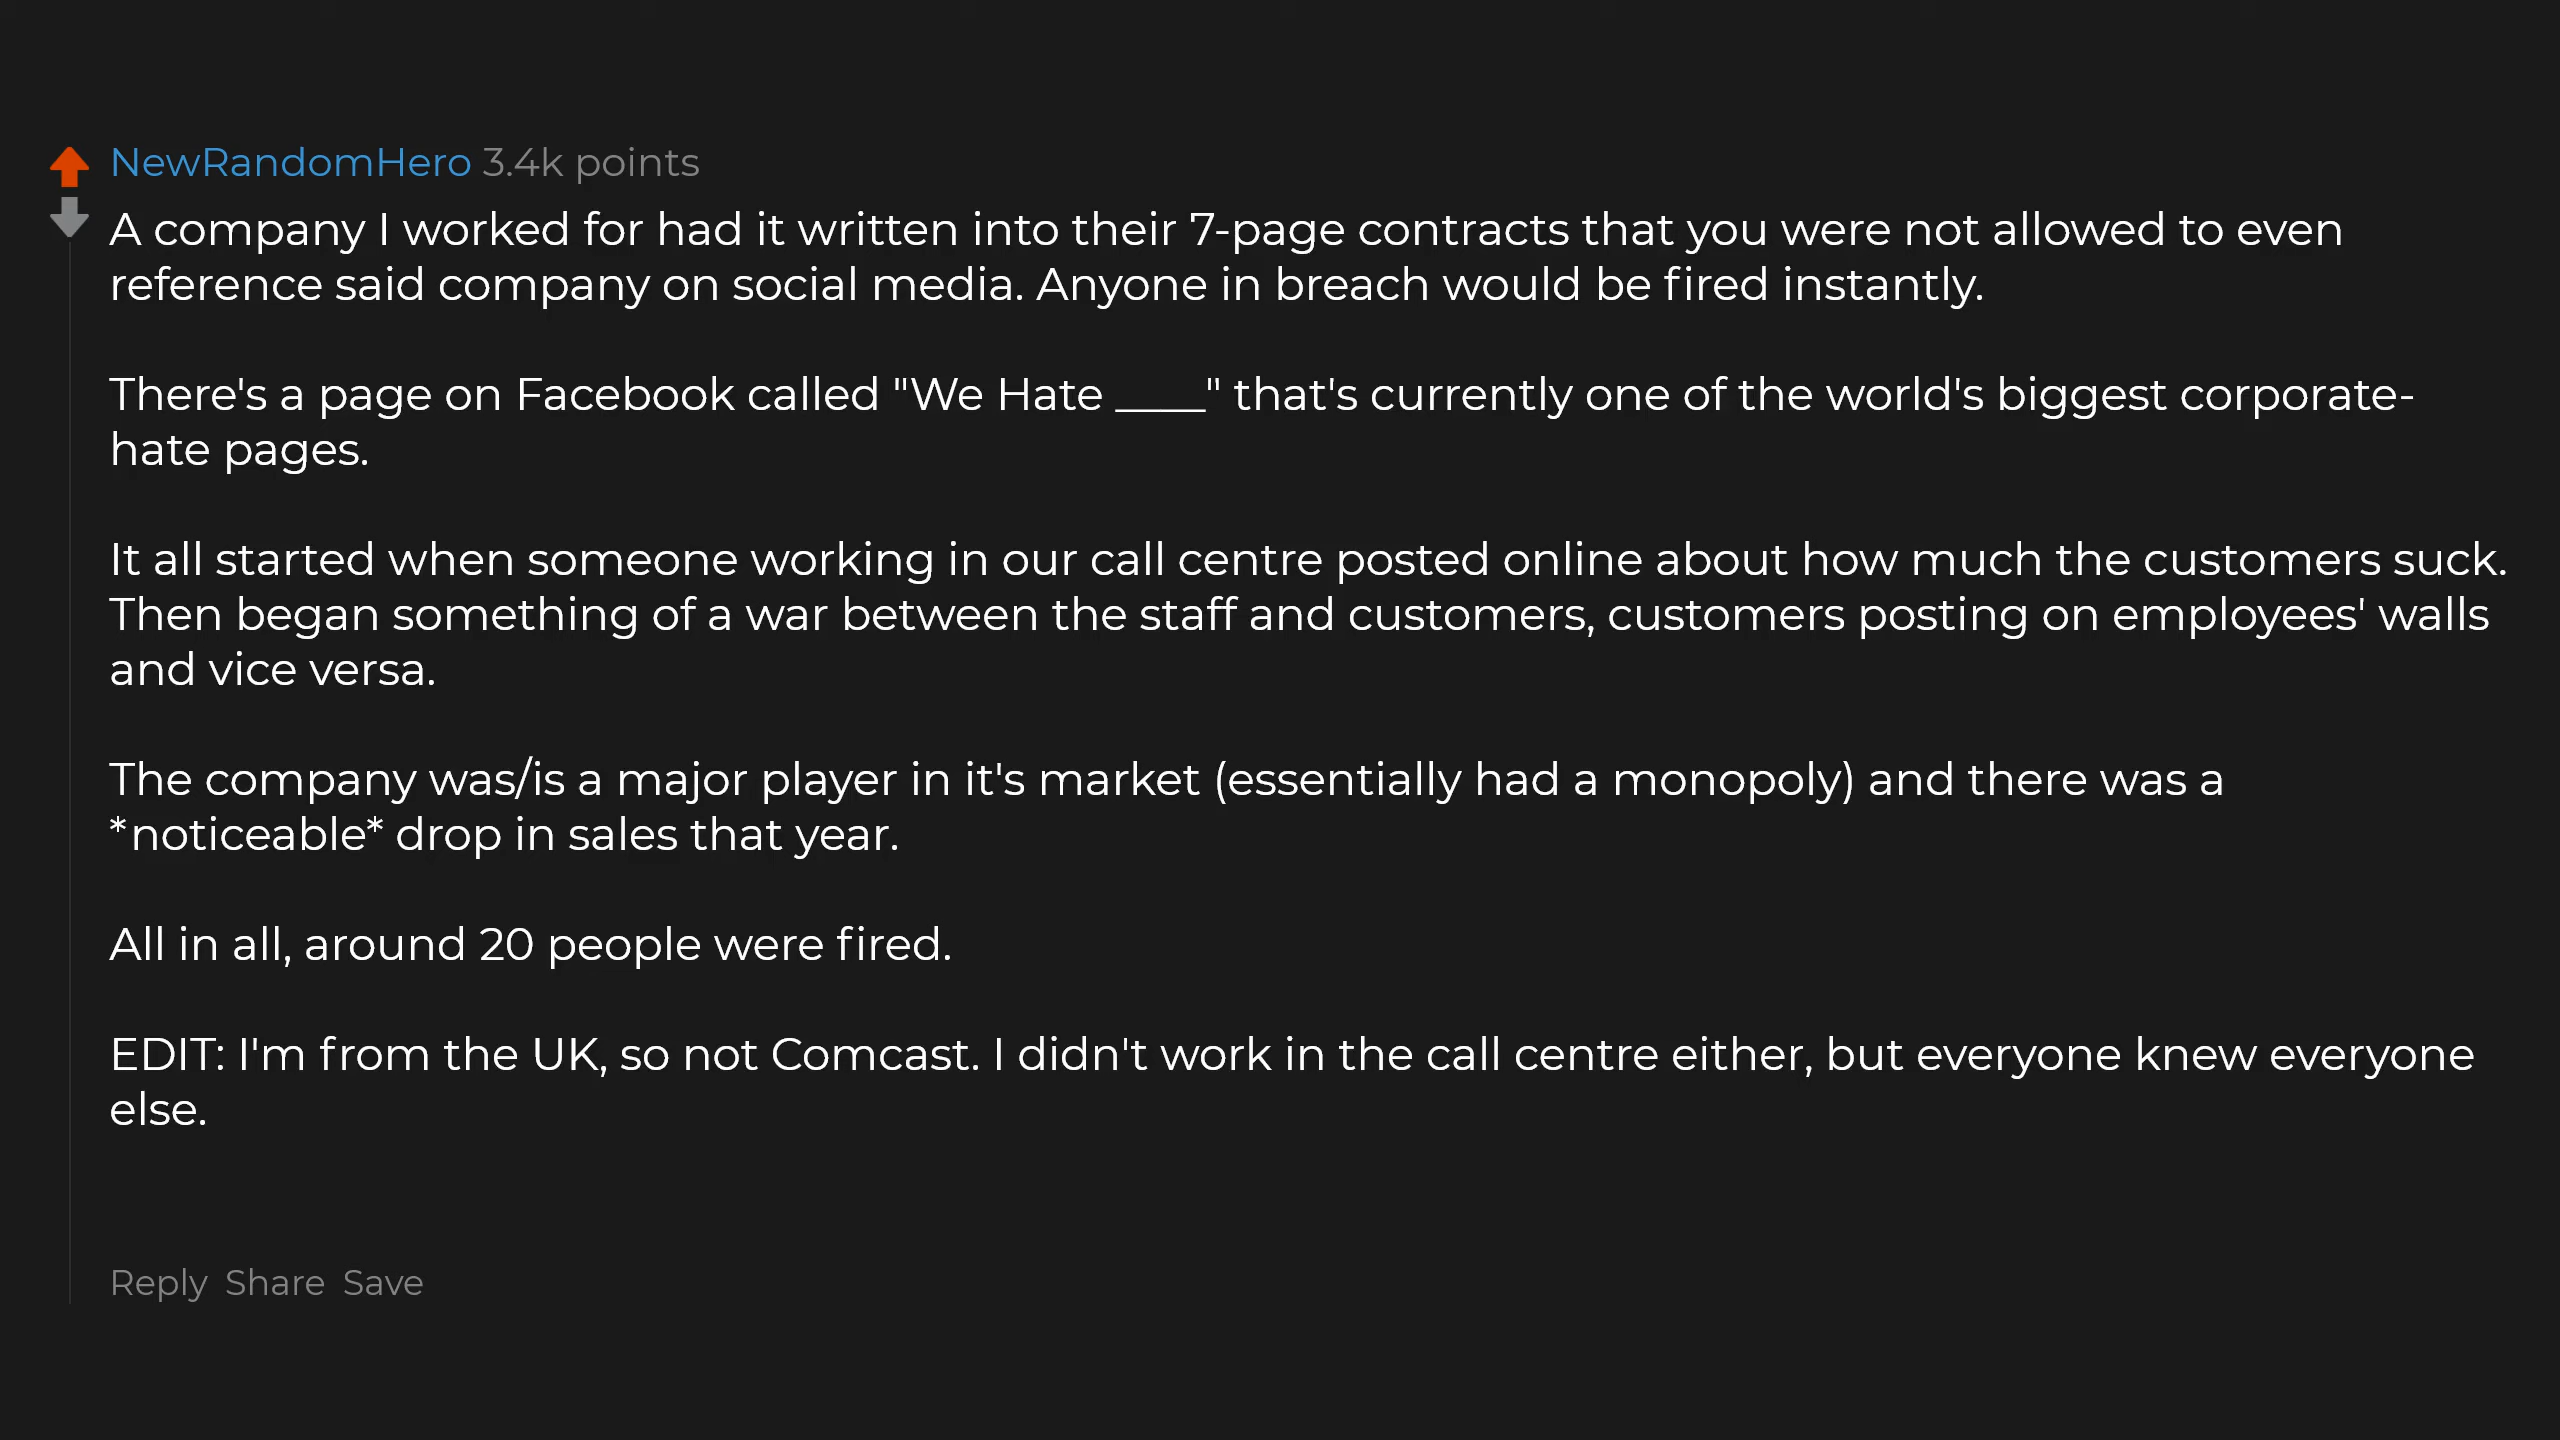 NewRandomHero 3.4k points
A company I worked for had it written into their 7-page contracts that you were not allowed to even
reference said company on social media. Anyone in breach would be fired instantly.
There's a page on Facebook called "We Hate ____" that's currently one of the world's biggest corporate-
hate pages.
It all started when someone working in our call centre posted online about how much the customers suck.
Then began something of a war between the staff and customers, customers posting on employees' walls
and vice versa.
The company was/is a major player in it's market (essentially had a monopoly) and there was a
*noticeable* drop in sales that year.
All in all, around 20 people were fired.
EDIT: I'm from the UK, so not Comcast. I didn't work in the call centre either, but everyone knew everyone
else.
Reply Share Save